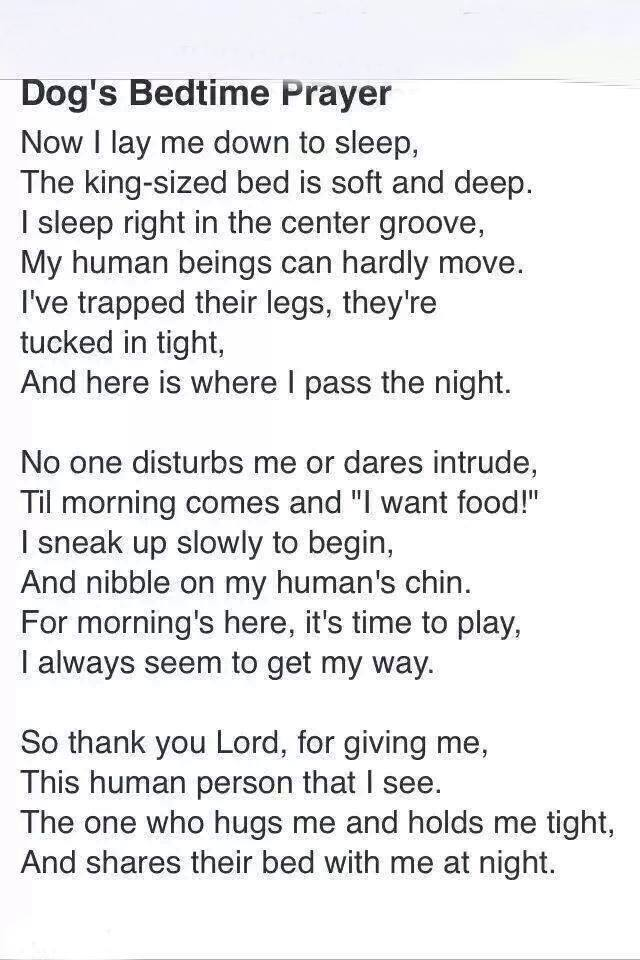 Dog's Bedtime Prayer
Now I lay me down to sleep,
The king-sized bed is soft and deep.
I sleep right in the center groove,
My human beings can hardly move.
I've trapped their legs, they're
tucked in tight,
And here is where I pass the night.
No one disturbs me or dares intrude,
Til morning comes and "I want food!"
I sneak up slowly to begin,
And nibble on my human's chin.
For morning's here, it's time to play,
I always seem to get my way.
So thank you Lord, for giving me,
This human person that I see.
The one who hugs me and holds me tight,
And shares their bed with me at night.